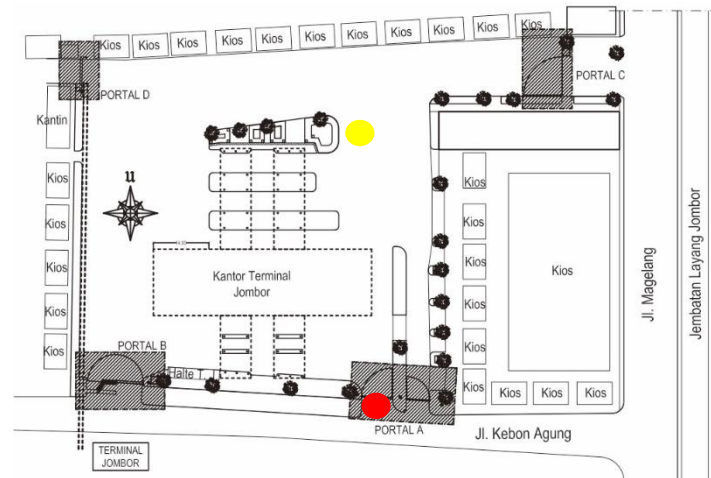 Kios
Kios
Kios
Kios
Kios
Kios
Kios
Kios
Kios
Kios
Kios
Kios
PORTAL C
PORTAL D
Kantin
Kios
Kios
Kios
Kios
Kios
u
Kios
Kios
Kios
Kios
Kios
Kios
Kios
Kios
Kios
Kios
Kantor Terminal
Jombor
Jl. Magelang
Jembatan Layang Jombor
PORTAL B
Halte T.J
PORTAL A
Jl. Kebon Agung
TERMINAL
JOMBOR